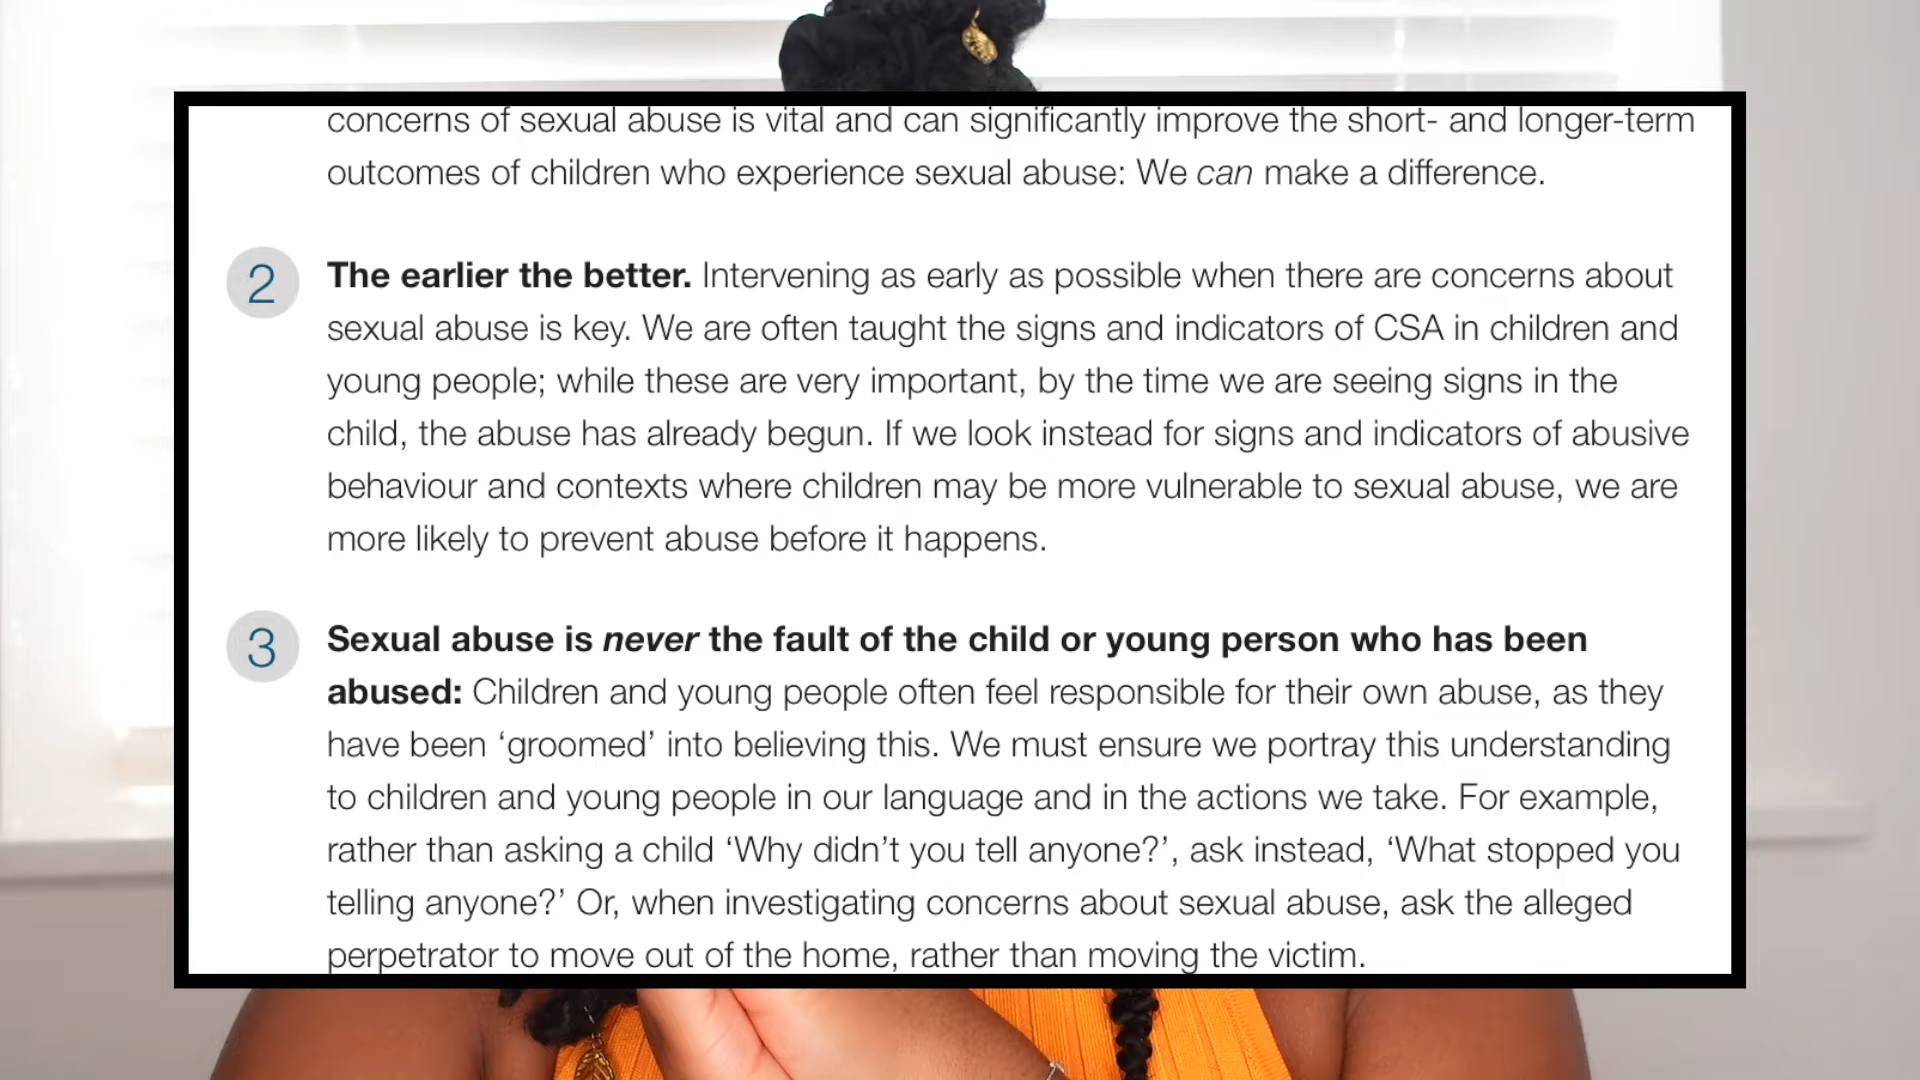 concerns of sexual abuse is vital and can significantly improve the short- and longer-term
outcomes of children who experience sexual abuse: We can make a difference.
2
The earlier the better. Intervening as early as possible when there are concerns about
sexual abuse is key. We are often taught the signs and indicators of CSA in children and
young people; while these are very important, by the time we are seeing signs in the
child, the abuse has already begun. If we look instead for signs and indicators of abusive
behaviour and contexts where children may be more vulnerable to sexual abuse, we are
more likely to prevent abuse before it happens.
3
Sexual abuse is never the fault of the child or young person who has been
abused: Children and young people often feel responsible for their own abuse, as they
have been ‘groomed’ into believing this. We must ensure we portray this understanding
to children and young people in our language and in the actions we take. For example,
rather than asking a child ‘Why didn’t you tell anyone?’, ask instead, ‘What stopped you
telling anyone?’ Or, when investigating concerns about sexual abuse, ask the alleged
perpetrator to move out of the home, rather than moving the victim.